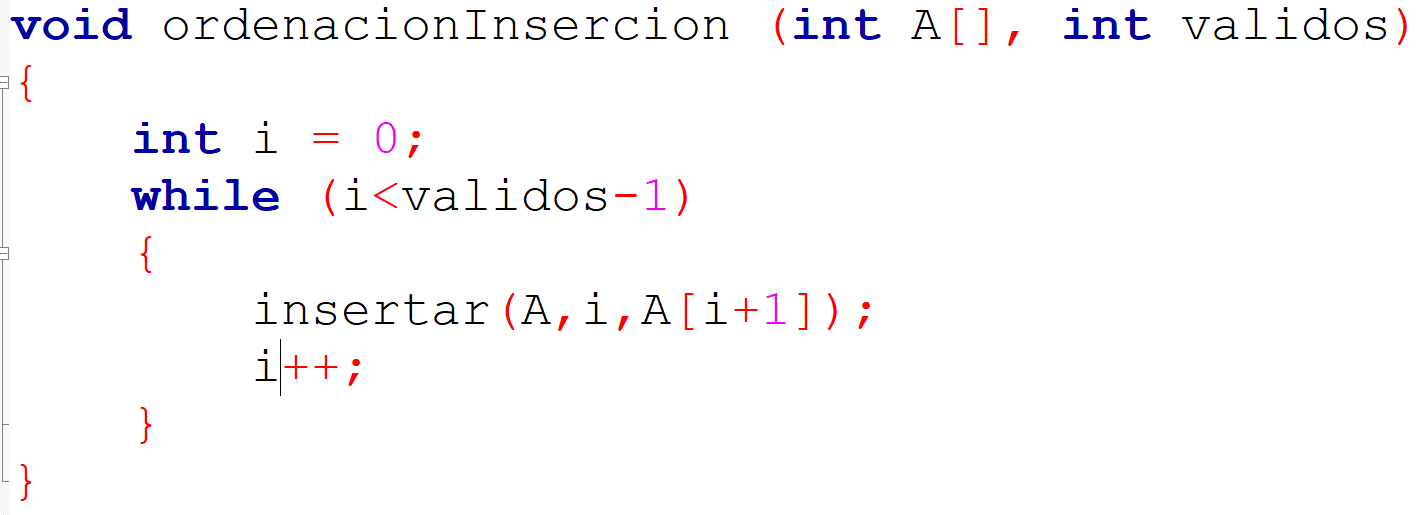 void ordenacionInsercion (int A[], int validos)
{
    int i = 0;
    while (i<validos-1)
    {
        insertar(A,i,A[i+1]);
        i++;
    }
}